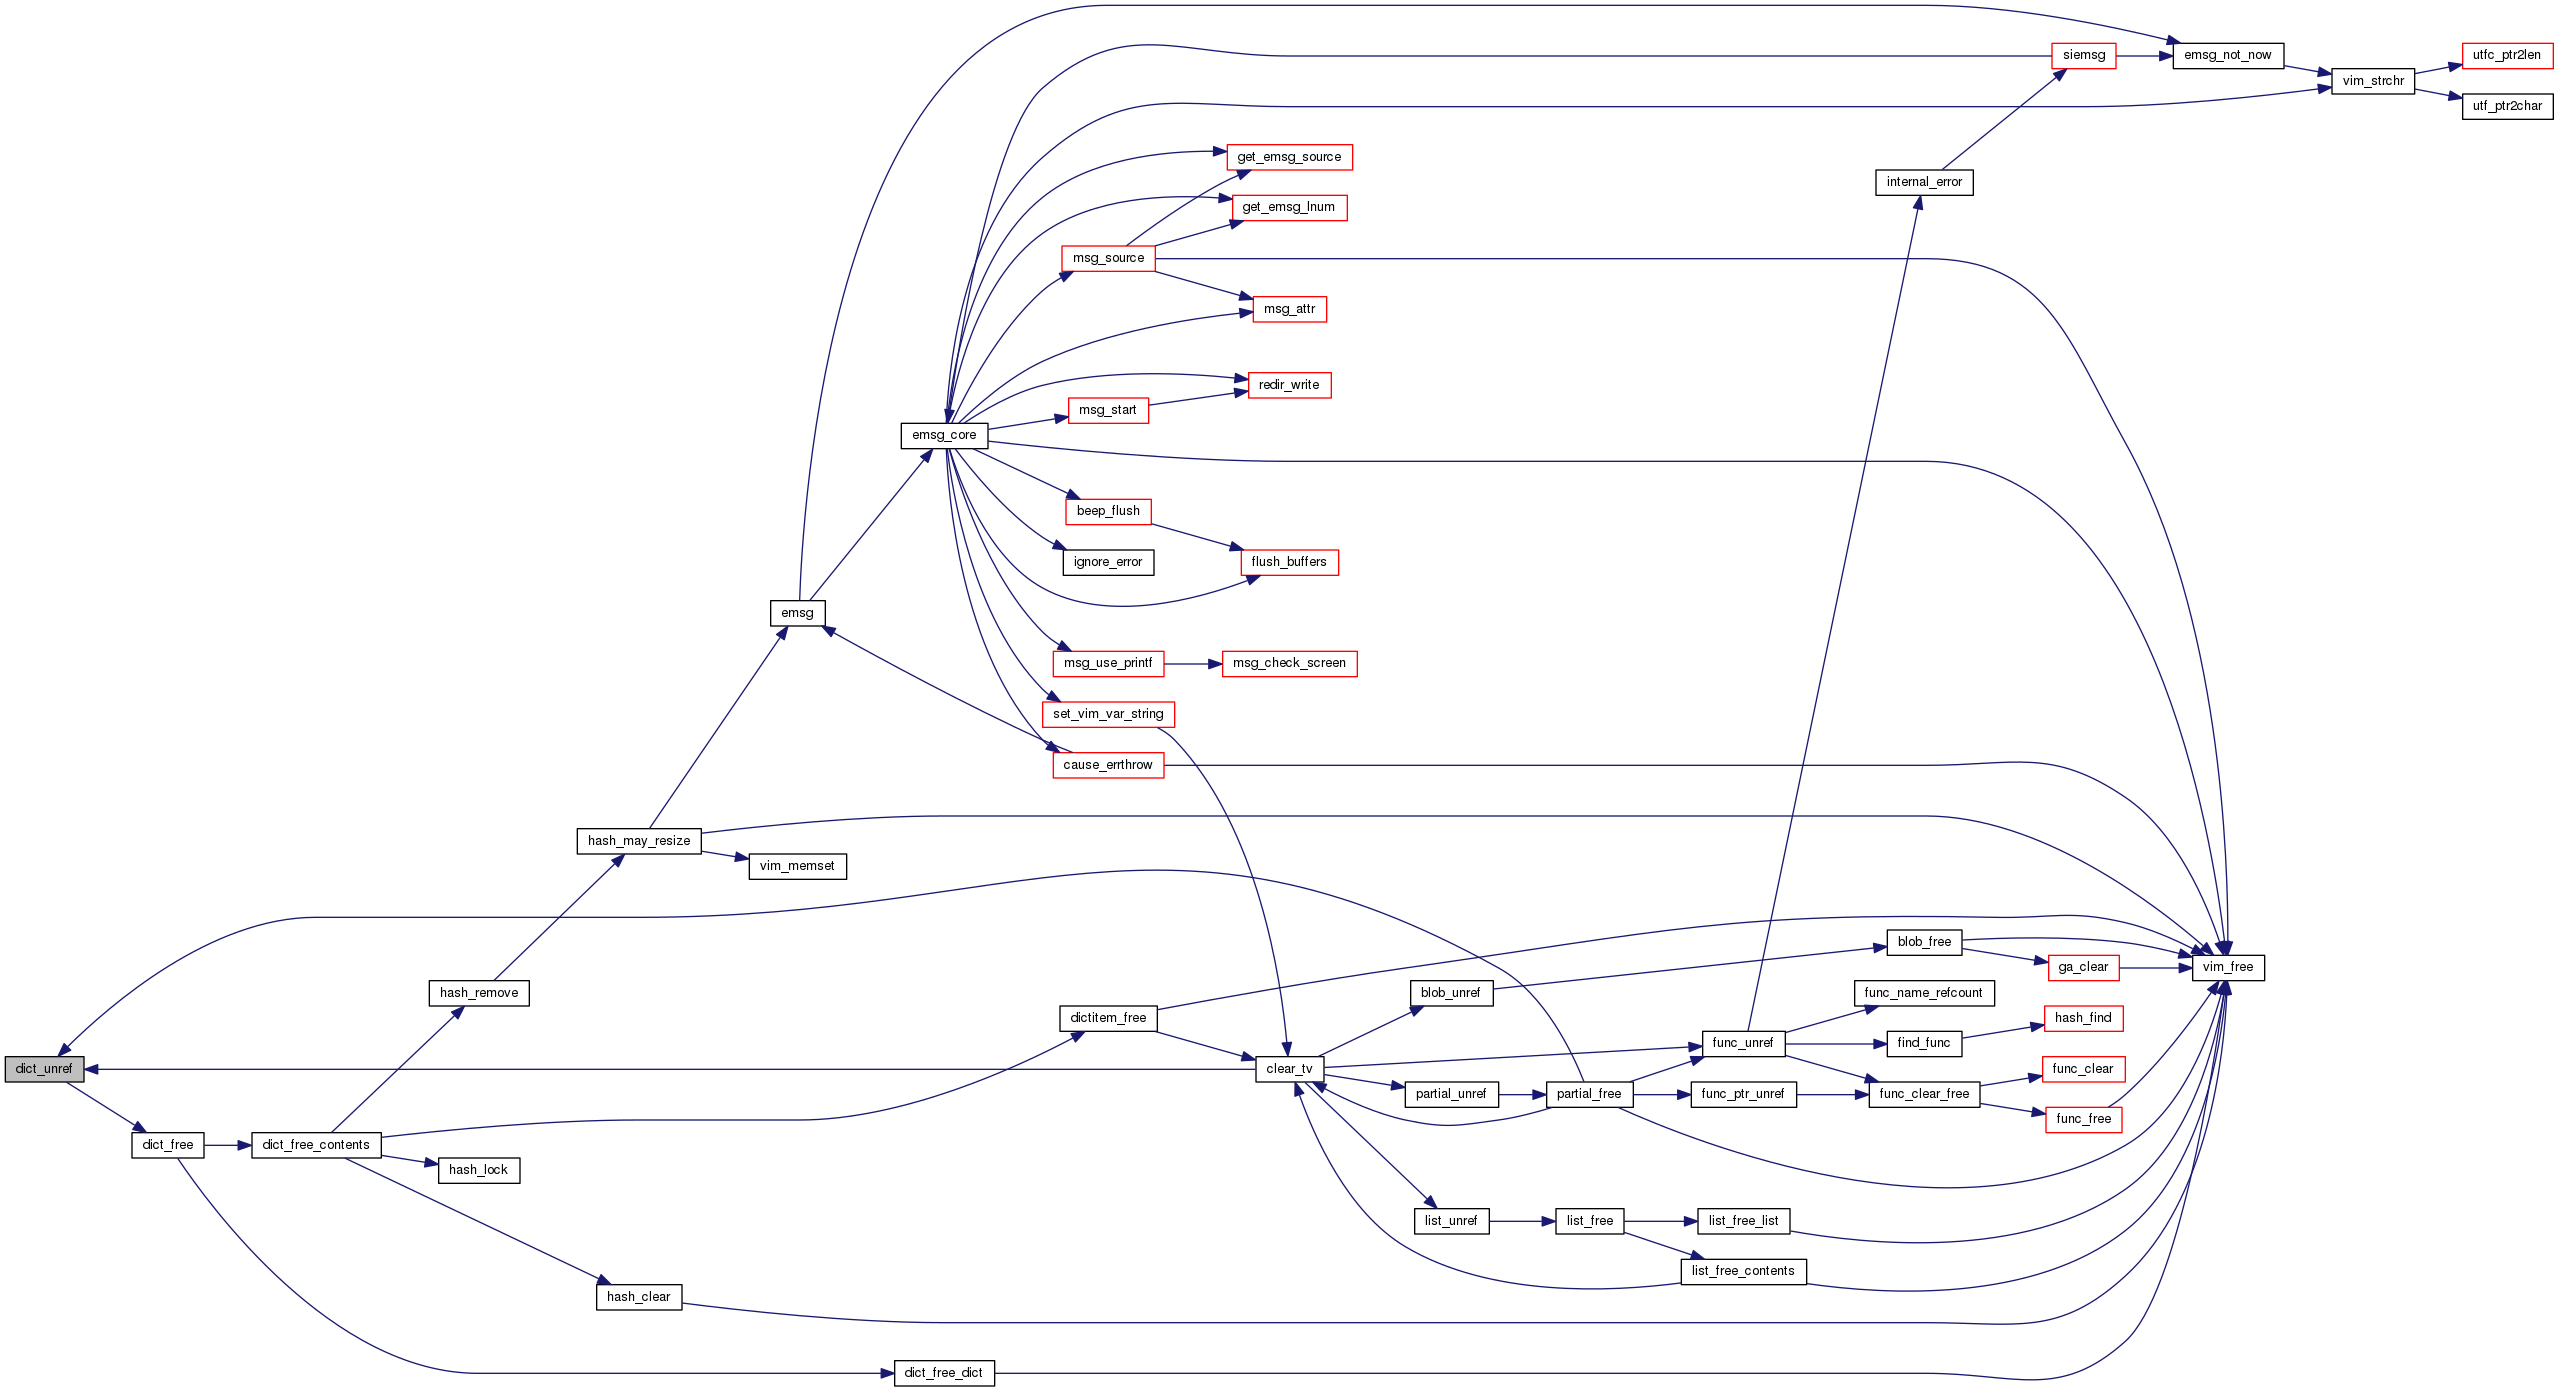 siemsg
emsg_not_now
utfc_ptr2len
vim_strchr
utf_ptr2char
get_emsg_source
internal_error
get_emsg_lnum
msg_source
msg_attr
redir_write
msg_start
emsg_core
beep_flush
ignore_error
flush_buffers
emsg
msg_use_printf
msg_check_screen
set_vim_var_string
cause_errthrow
hash_may_resize
vim_memset
blob_free
ga_clear
vim_free
hash_remove
blob_unref
func_name_refcount
dictitem_free
hash_find
func_unref
find_func
dict_unref
clear_tv
func_clear
partial_unref
partial_free
func_ptr_unref
func_clear_free
func_free
dict_free
dict_free_contents
hash_lock
list_unref
list_free
list_free_list
list_free_contents
hash_clear
dict_free_dict